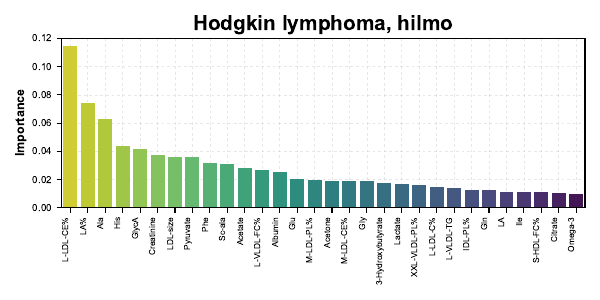 Hodgkin lymphoma, hilmo
Importance
0.12
0.10
0.08
0.06
0.04
0.02
0.00
L-LDL-CE%
LA%
Ala
His
GlycA
Creatinine
LDL-size
Pyruvate
Phe
So-ala
Acetate
L-VLDL-FC%
Albumin
Glu
M-LDL-PL%
Acetone
M-LDL-CE%
Gly
3-Hydroxybutyrate
Lactate
XXL-VLDL-PL%
L-LDL-C%
L-VLDL-TG
IDL-PL%
Gln
LA
Ile
S-HDL-FC%
Citrate
Omega-3